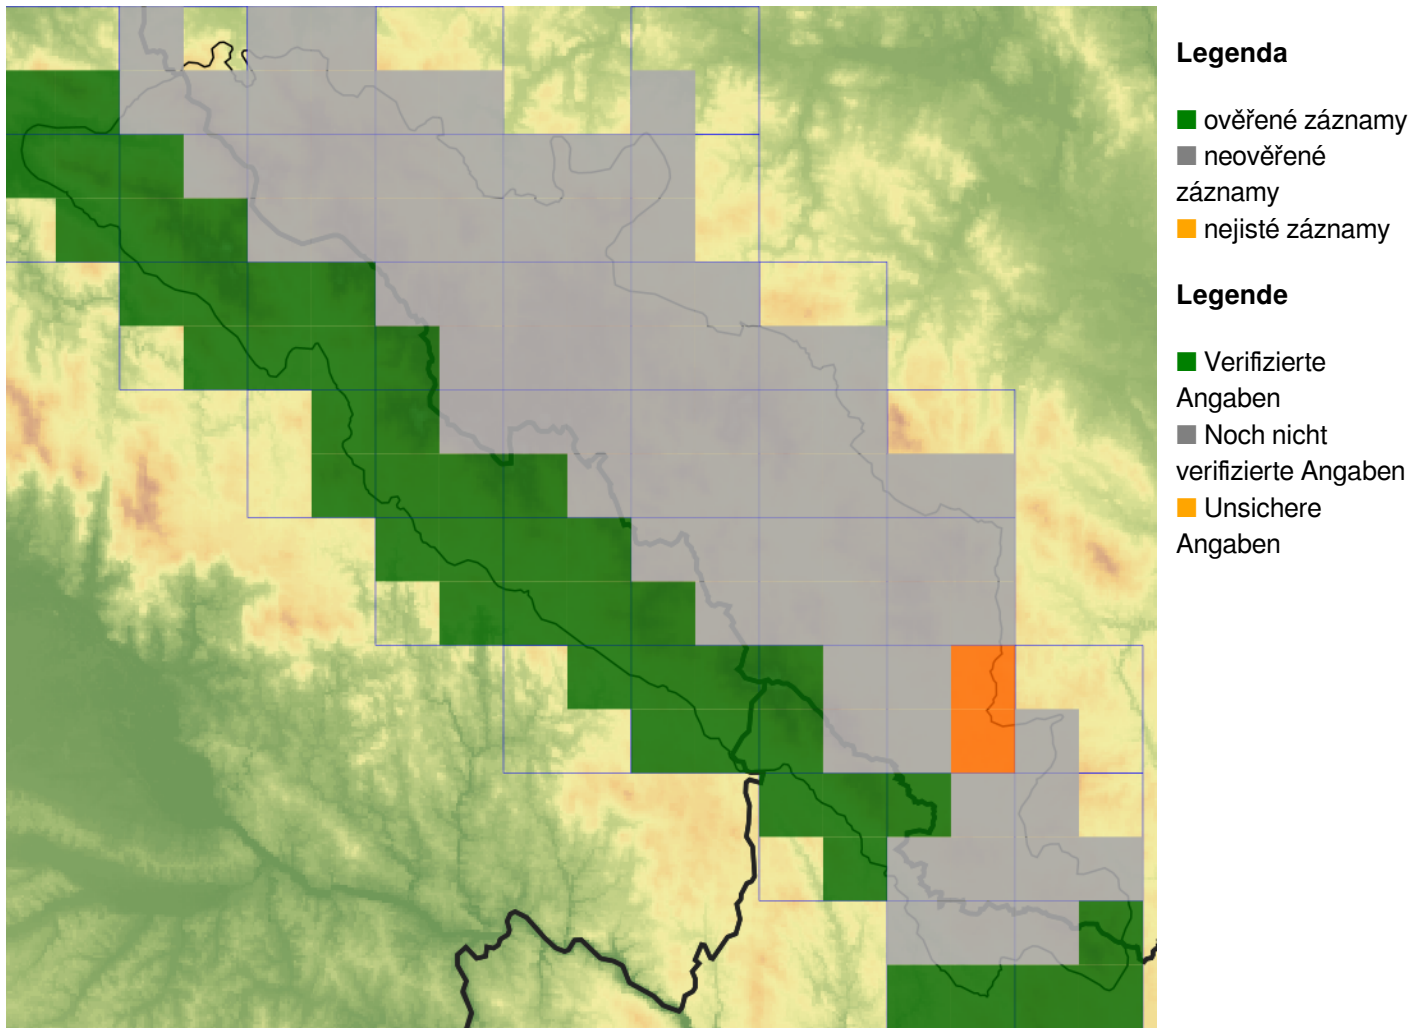 Legenda
ověřené záznamy
neověřené
záznamy
nejisté záznamy
Legende
Verifizierte
Angaben
Noch nicht
verifizierte Angaben
Unsichere
Angaben